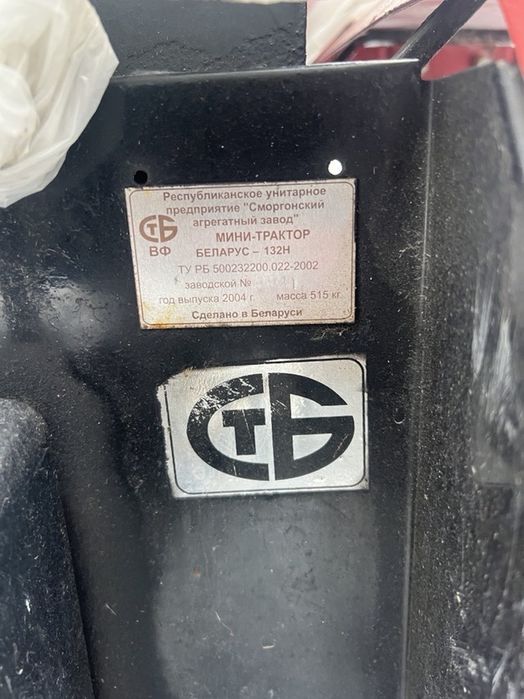 Республиканское унитарное
предприятие "Сморгонский
агрегатный завод"
СТБ
ВФ
МИНИ-ТРАКТОР
БЕЛАРУС – 132Н
ТУ РБ 500232200.022-2002
заводской №
год выпуска 2004 г. масса 515 кг
Сделано в Беларуси
СТБ